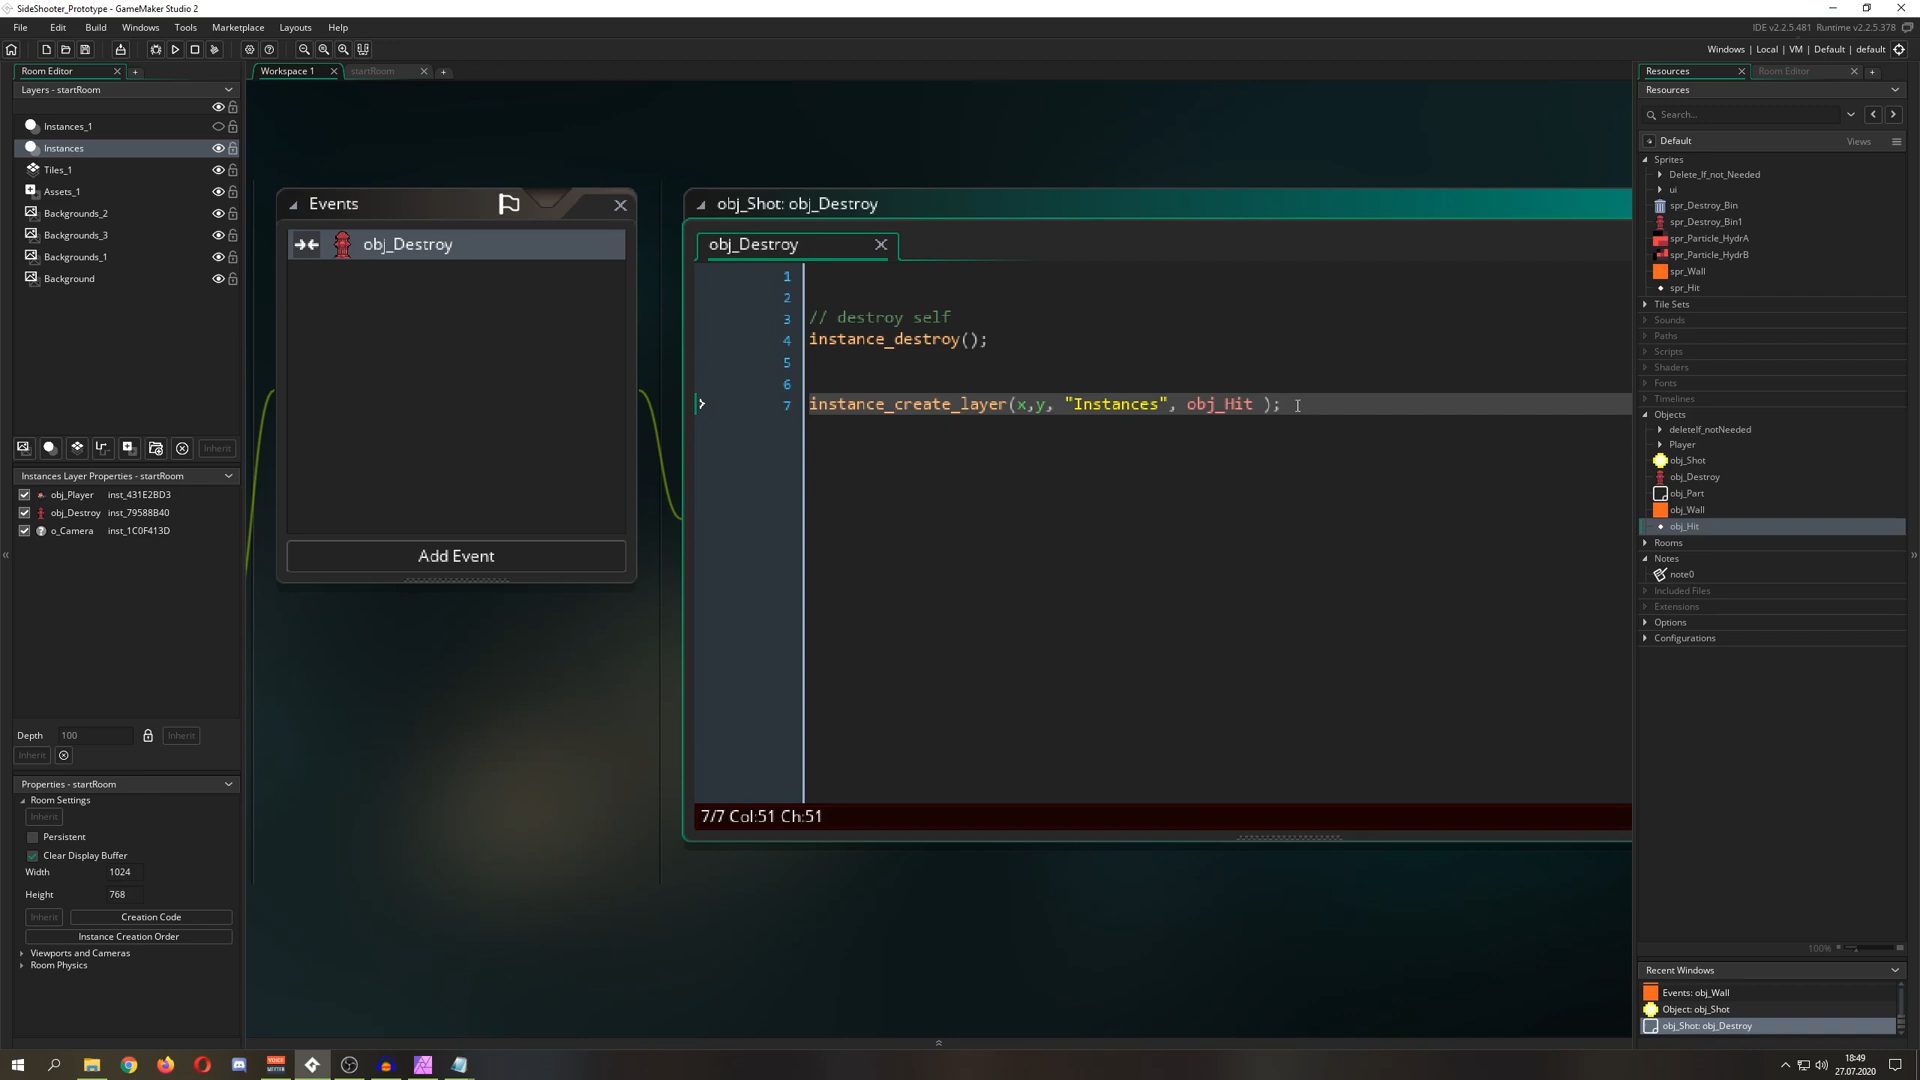 SideShooter_Prototype - GameMaker Studio 2
File Edit Build Windows Tools Marketplace Layouts Help
IDE v2.2.5.481 Runtime v2.2.5.378
Windows | Local | VM | Default | default
Room Editor
Layers - startRoom
Instances_1
Instances
Tiles_1
Assets_1
Backgrounds_2
Backgrounds_3
Backgrounds_1
Background
Inherit
Instances Layer Properties - startRoom
obj_Player inst_431E2BD3
obj_Destroy inst_79588B40
o_Camera inst_1C0F413D
Depth 100 Inherit
Inherit
Properties - startRoom
Room Settings
Inherit
Persistent
Clear Display Buffer
Width 1024
Height 768
Inherit Creation Code
Instance Creation Order
Viewports and Cameras
Room Physics
Workspace 1 startRoom
Events
obj_Destroy
Add Event
obj_Shot: obj_Destroy
obj_Destroy
1
2
3 // destroy self
4 instance_destroy();
5
6
7 instance_create_layer(x,y, "Instances", obj_Hit );
7/7 Col:51 Ch:51
Resources Room Editor
Resources
Search...
Default Views
Sprites
Delete_If_not_Needed
ui
spr_Destroy_Bin
spr_Destroy_Bin1
spr_Particle_HydrA
spr_Particle_HydrB
spr_Wall
spr_Hit
Tile Sets
Sounds
Paths
Scripts
Shaders
Fonts
Timelines
Objects
deleteIf_notNeeded
Player
obj_Shot
obj_Destroy
obj_Part
obj_Wall
obj_Hit
Rooms
Notes
note0
Included Files
Extensions
Options
Configurations
100%
Recent Windows
Events: obj_Wall
Object: obj_Shot
obj_Shot: obj_Destroy
18:49
27.07.2020